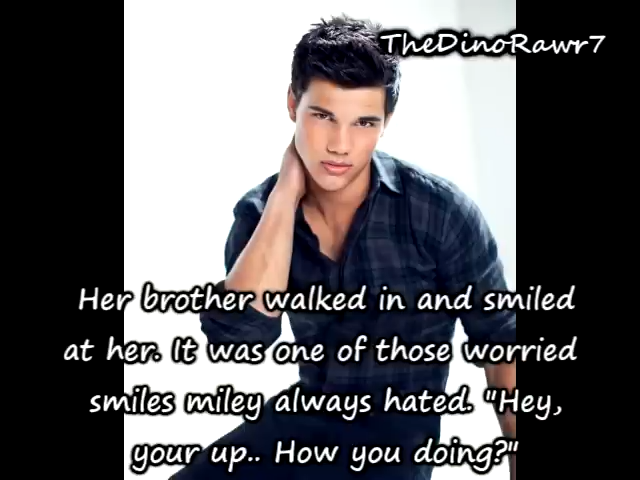 TheDinoRawr7
Her brother walked in and smiled
at her. It was one of those worried
smiles miley always hated. "Hey,
your up.. How you doing?"